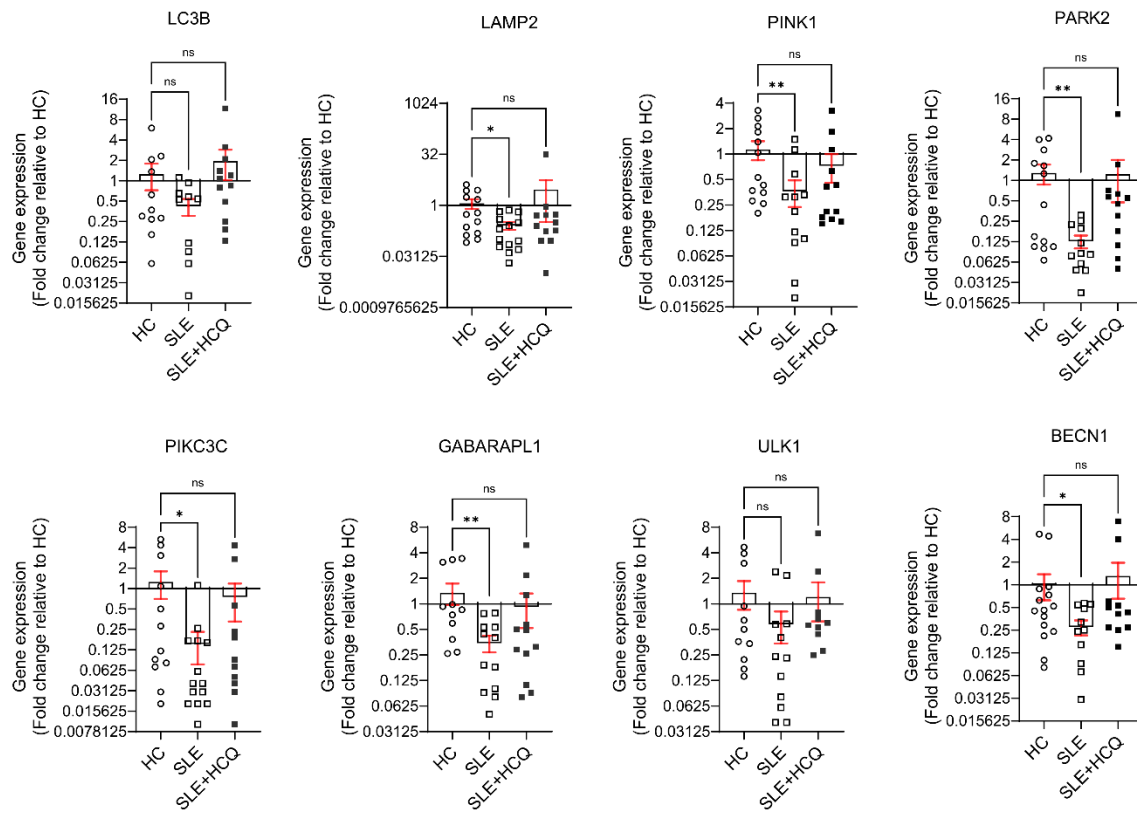 LC3B
ns
ns
Gene expression
(Fold change relative to HC)
16
8
4
2
1
0.5
0.25
0.125
0.0625
0.03125
0.015625
HC
SLE
SLE+HCQ
LAMP2
ns
*
Gene expression
(Fold change relative to HC)
1024
32
1
0.03125
0.00097765625
HC
SLE
SLE+HCQ
PINK1
ns
**
Gene expression
(Fold change relative to HC)
4
2
1
0.5
0.25
0.125
0.0625
0.03125
0.015625
HC
SLE
SLE+HCQ
PARK2
ns
**
Gene expression
(Fold change relative to HC)
16
8
4
2
1
0.5
0.25
0.125
0.0625
0.03125
0.015625
HC
SLE
SLE+HCQ
PIKC3C
ns
*
Gene expression
(Fold change relative to HC)
8
4
2
1
0.5
0.25
0.125
0.0625
0.03125
0.015625
0.0078125
HC
SLE
SLE+HCQ
GABARAPL1
ns
**
Gene expression
(Fold change relative to HC)
8
4
2
1
0.5
0.25
0.125
0.0625
0.03125
HC
SLE
SLE+HCQ
ULK1
ns
ns
Gene expression
(Fold change relative to HC)
8
4
2
1
0.5
0.25
0.125
0.0625
0.03125
HC
SLE
SLE+HCQ
BECN1
ns
*
Gene expression
(Fold change relative to HC)
8
4
2
1
0.5
0.25
0.125
0.0625
0.03125
0.015625
HC
SLE
SLE+HCQ